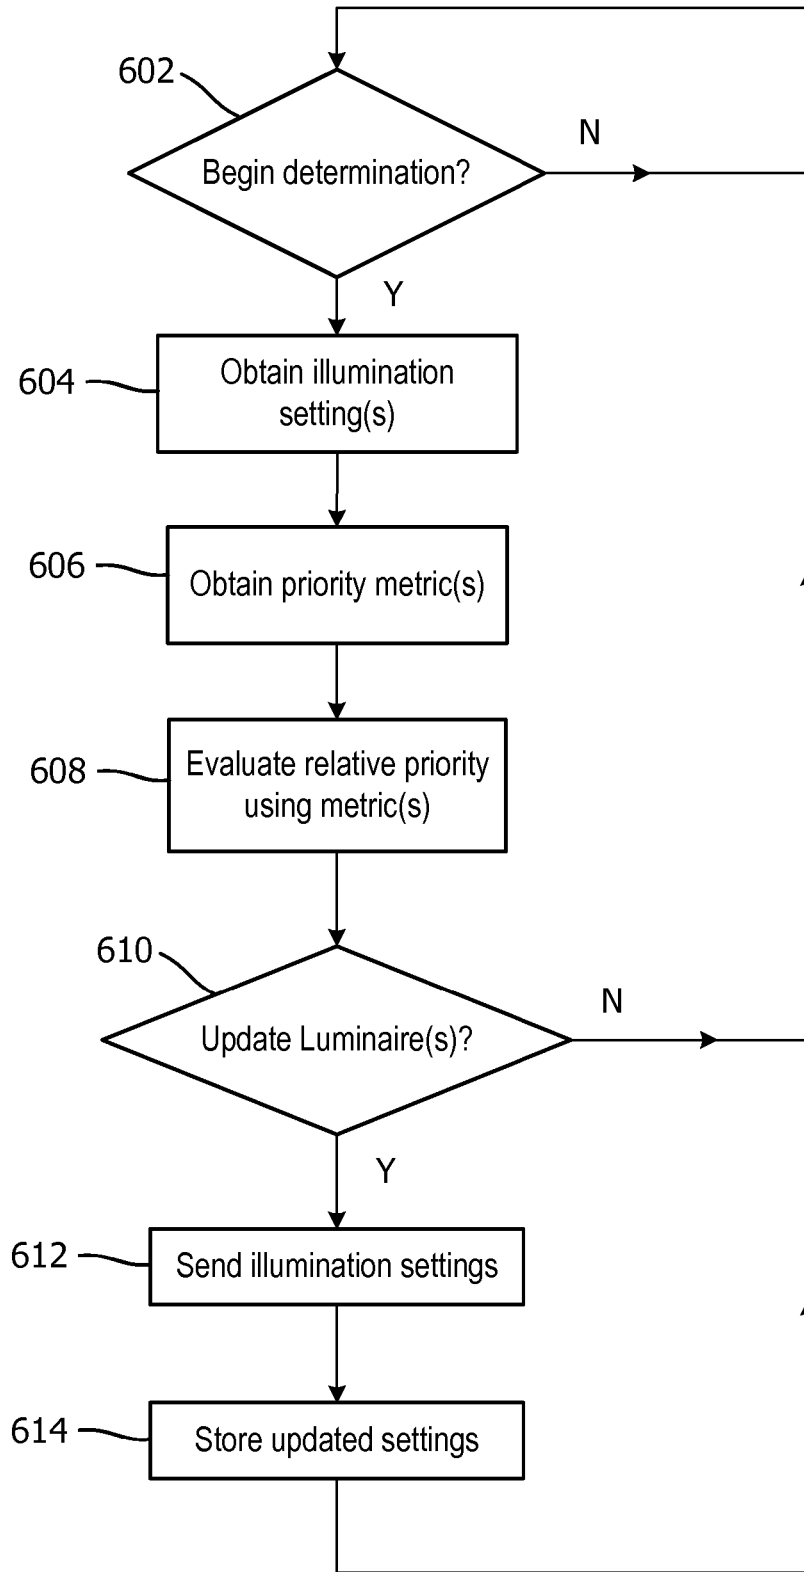 602
Begin determination?
N
Y
604
Obtain illumination
setting(s)
606
Obtain priority metric(s)
608
Evaluate relative priority
using metric(s)
610
Update Luminaire(s)?
N
Y
612
Send illumination settings
614
Store updated settings